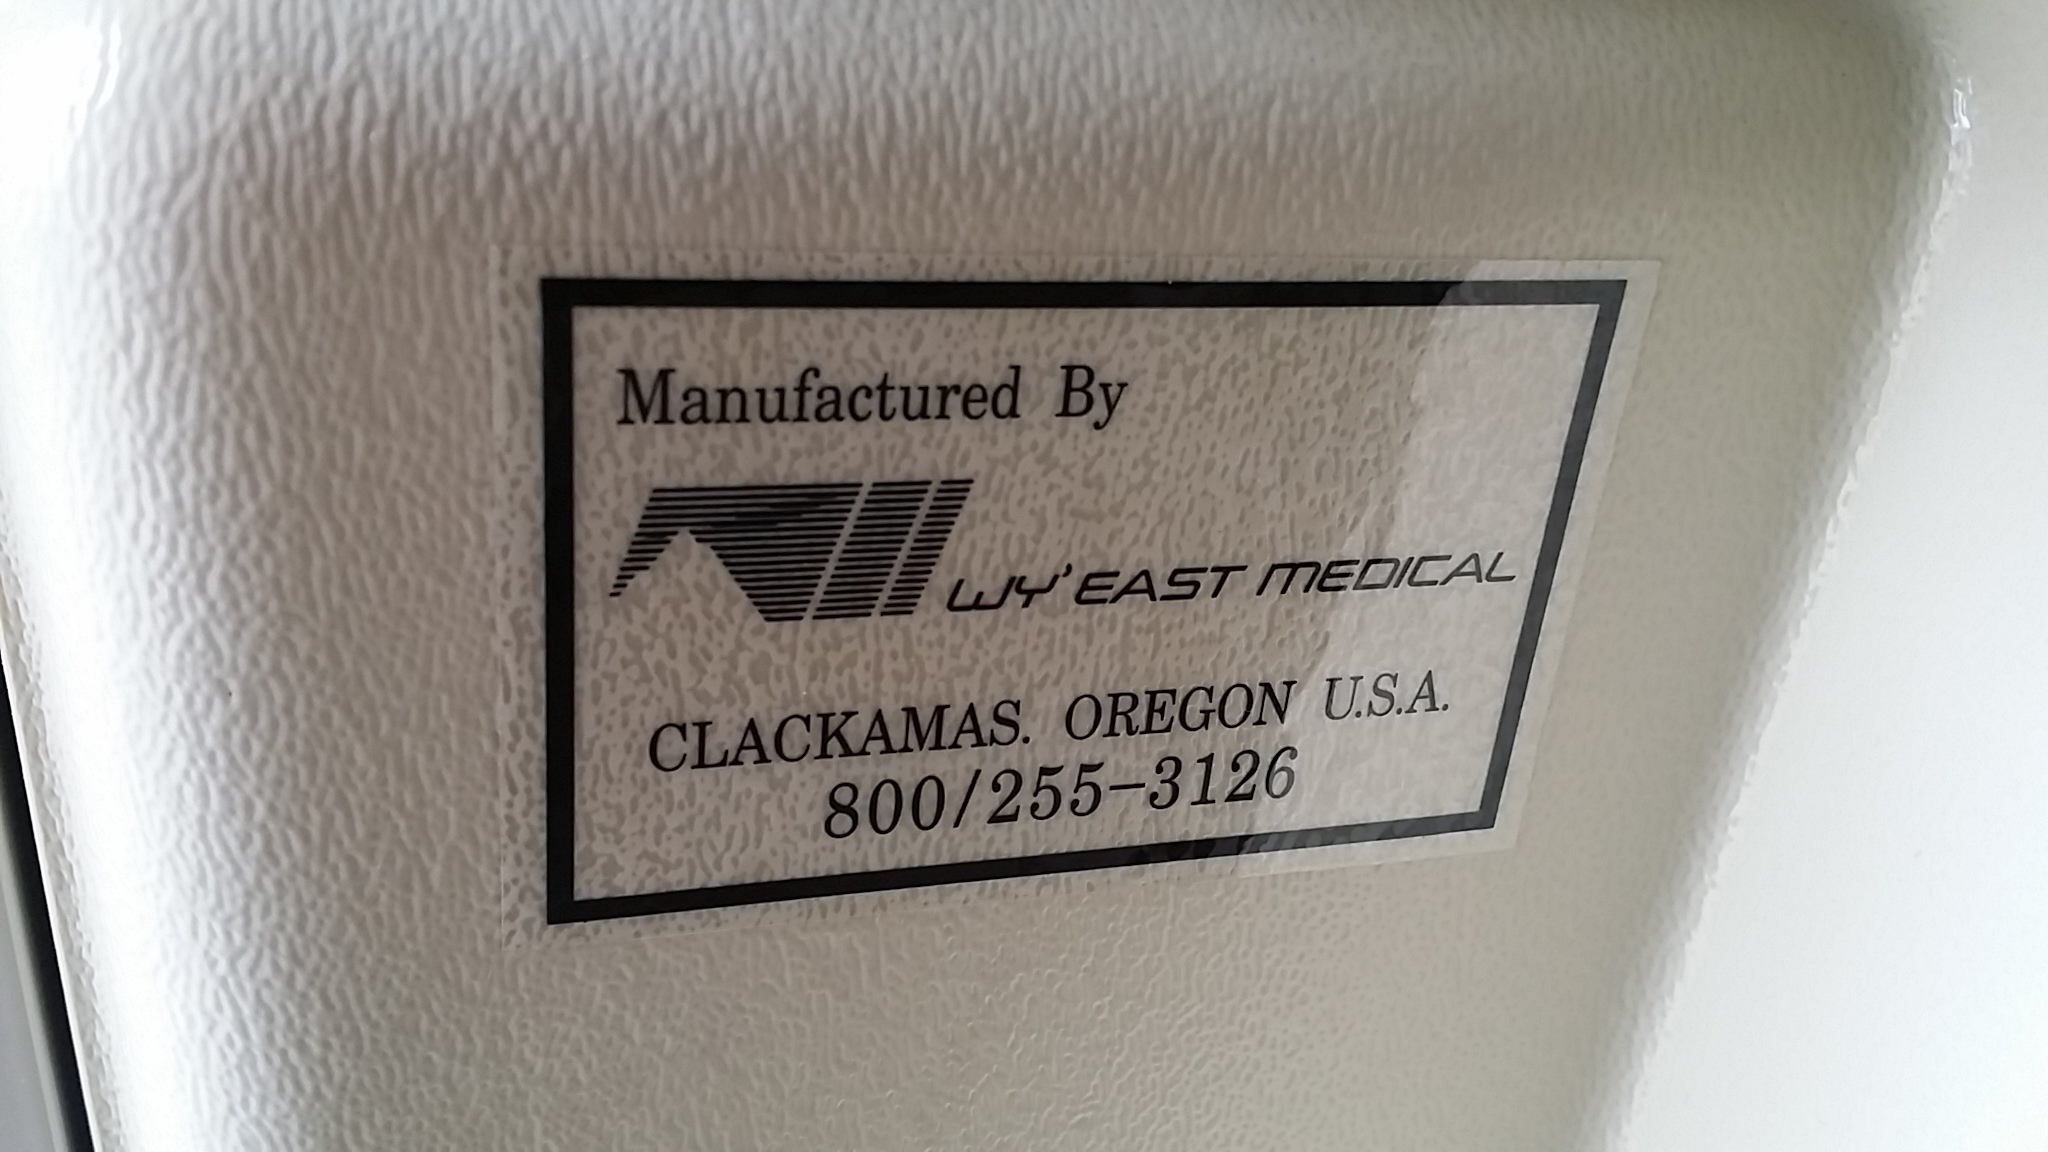 Manufactured By
WY'EAST MEDICAL
CLACKAMAS. OREGON U.S.A.
800/255-3126